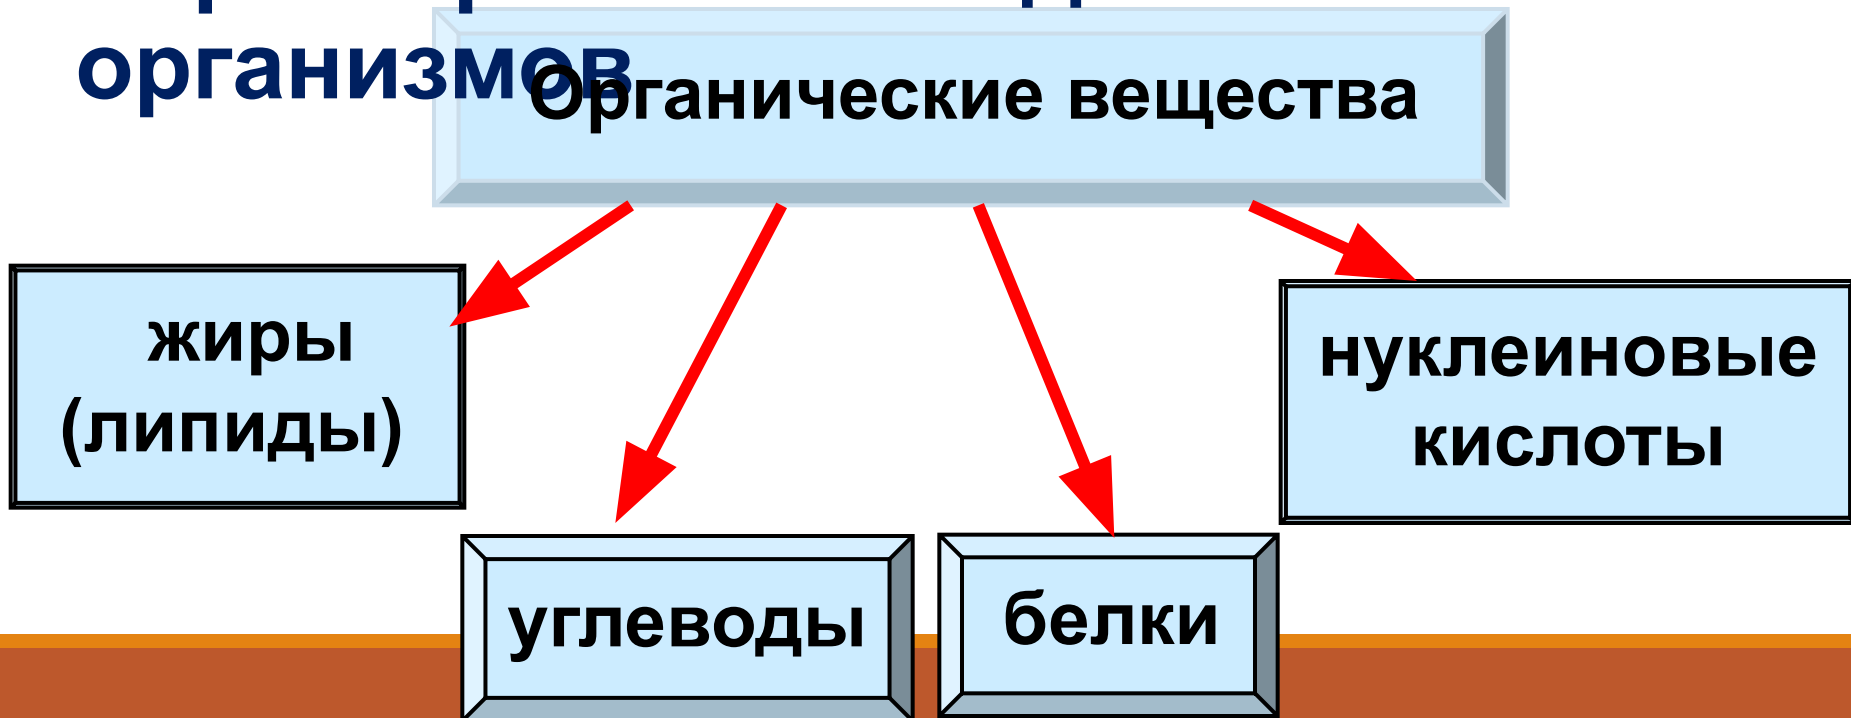 организмов
Органические вещества
жиры
(липиды)
нуклеиновые
кислоты
углеводы
белки